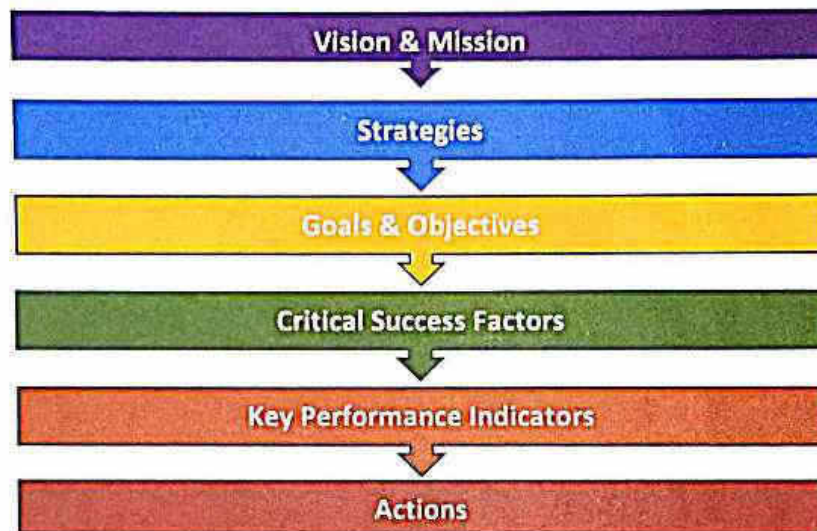 Vision & Mission
Strategies
Goals & Objectives
Critical Success Factors
Key Performance Indicators
Actions